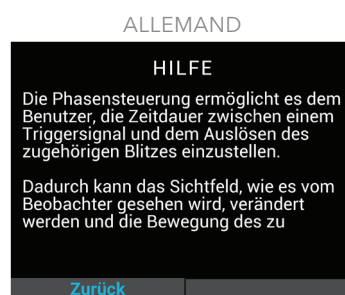 ALLEMAND
HILFE
Die Phasensteuerung ermöglicht es dem
Benutzer, die Zeitdauer zwischen einem
Triggersignal und dem Auslösen des
zugehörigen Blitzes einzustellen.
Dadurch kann das Sichtfeld, wie es vom
Beobachter gesehen wird, verändert
werden und die Bewegung des zu
Zurück